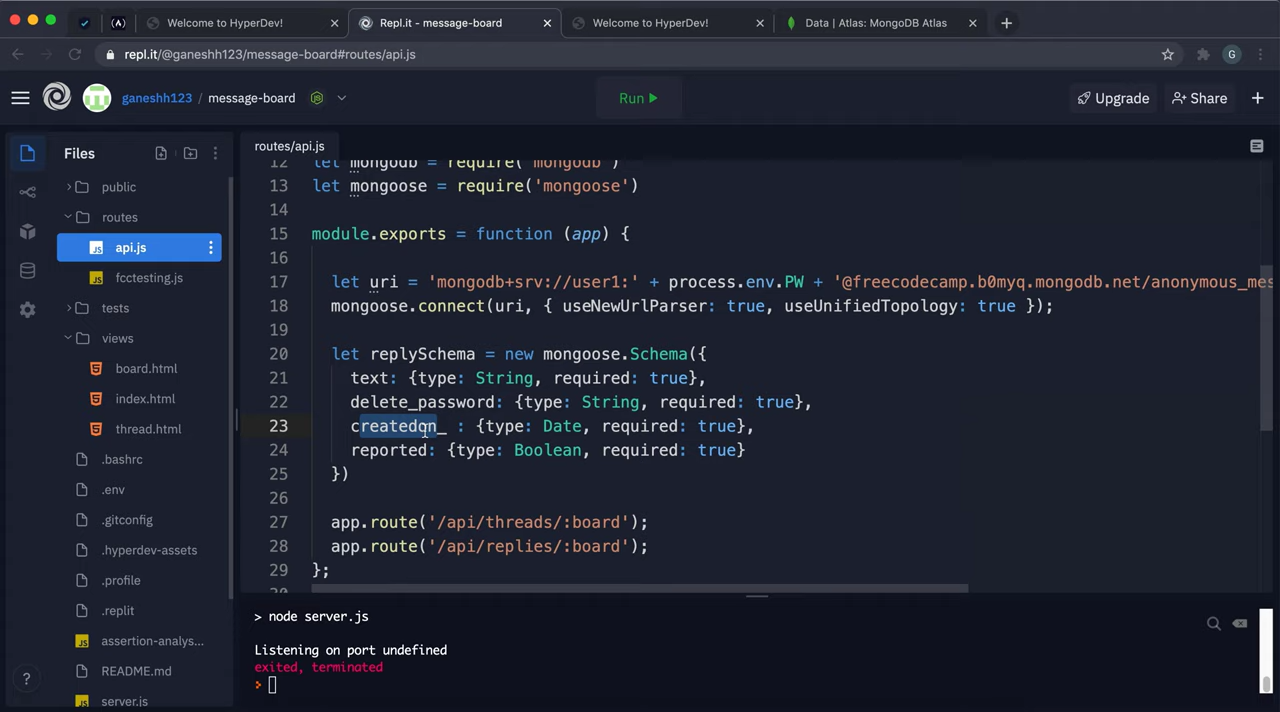 Welcome to HyperDev!
Repl.it - message-board
Welcome to HyperDev!
Data | Atlas: MongoDB Atlas
repl.it/@ganeshh123/message-board#routes/api.js
G
ganeshh123 / message-board
Run
Upgrade
Share
Files
public
routes
api.js
fcctesting.js
tests
views
board.html
index.html
thread.html
.bashrc
.env
.gitconfig
.hyperdev-assets
.profile
.replit
assertion-analys...
README.md
server.js
routes/api.js
12 let mongodb = require('mongodb')
13 let mongoose = require('mongoose')
14
15 module.exports = function (app) {
16
17 let uri = 'mongodb+srv://user1:' + process.env.PW + '@freecodecamp.b0myq.mongodb.net/anonymous_mes
18 mongoose.connect(uri, { useNewUrlParser: true, useUnifiedTopology: true });
19
20 let replySchema = new mongoose.Schema({
21 text: {type: String, required: true},
22 delete_password: {type: String, required: true},
23 createdon_ : {type: Date, required: true},
24 reported: {type: Boolean, required: true}
25 })
26
27 app.route('/api/threads/:board');
28 app.route('/api/replies/:board');
29 };
30
> node server.js
Listening on port undefined
exited, terminated
>
?